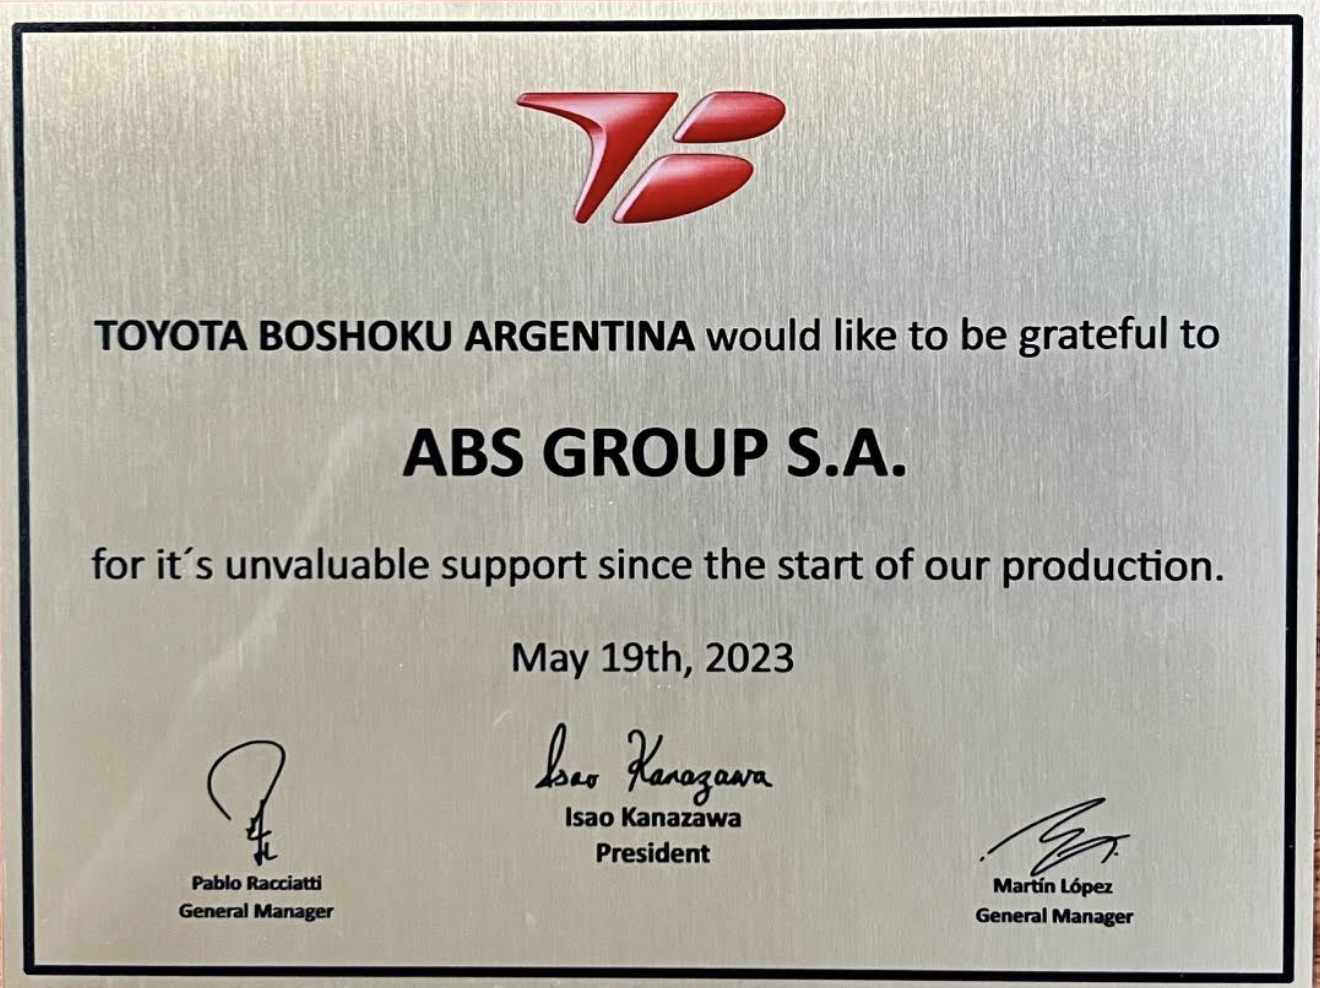 TB
TOYOTA BOSHOKU ARGENTINA would like to be grateful to
ABS GROUP S.A.
for it´s unvaluable support since the start of our production.
May 19th, 2023
Isao Kanazawa
Isao Kanazawa
President
Pablo Racciatti
General Manager
Martín López
General Manager